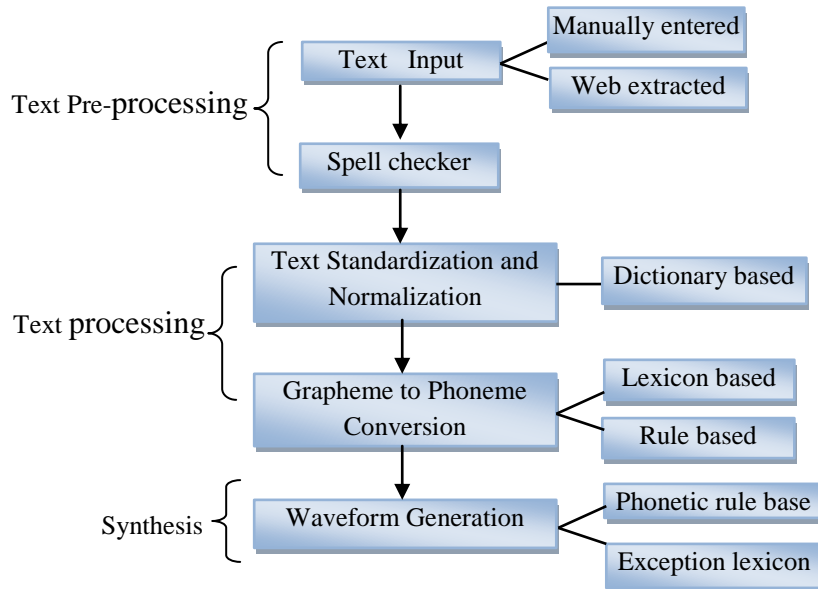 Manually entered
Text Input
Web extracted
Text Pre-processing
Spell checker
Text Standardization and
Normalization
Dictionary based
Text processing
Grapheme to Phoneme
Conversion
Lexicon based
Rule based
Synthesis
Waveform Generation
Phonetic rule base
Exception lexicon